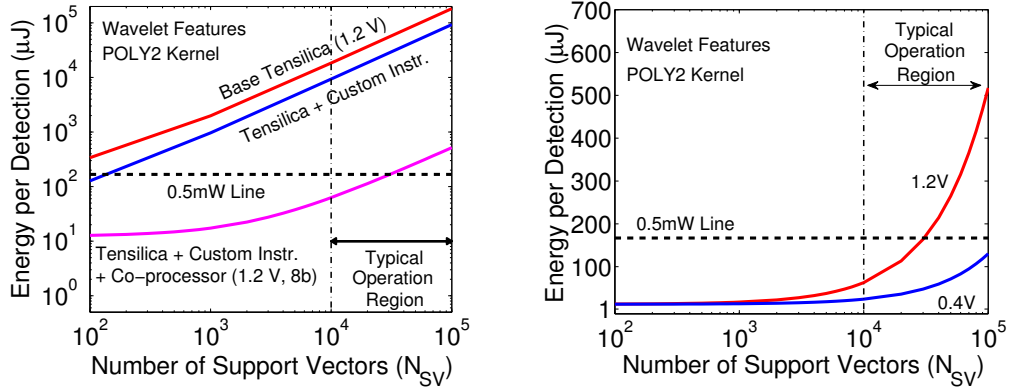 Energy per Detection (µJ)
10^5
10^4
10^3
10^2
10^1
10^0
Wavelet Features
POLY2 Kernel
Base Tensilica (1.2 V)
Tensilica + Custom Instr.
0.5mW Line
Tensilica + Custom Instr.
+ Co-processor (1.2 V, 8b)
Typical
Operation
Region
10^2
10^3
10^4
10^5
Number of Support Vectors (N_SV)
Energy per Detection (µJ)
700
600
500
400
300
200
100
1
Wavelet Features
POLY2 Kernel
Typical
Operation
Region
1.2V
0.5mW Line
0.4V
10^2
10^3
10^4
10^5
Number of Support Vectors (N_SV)